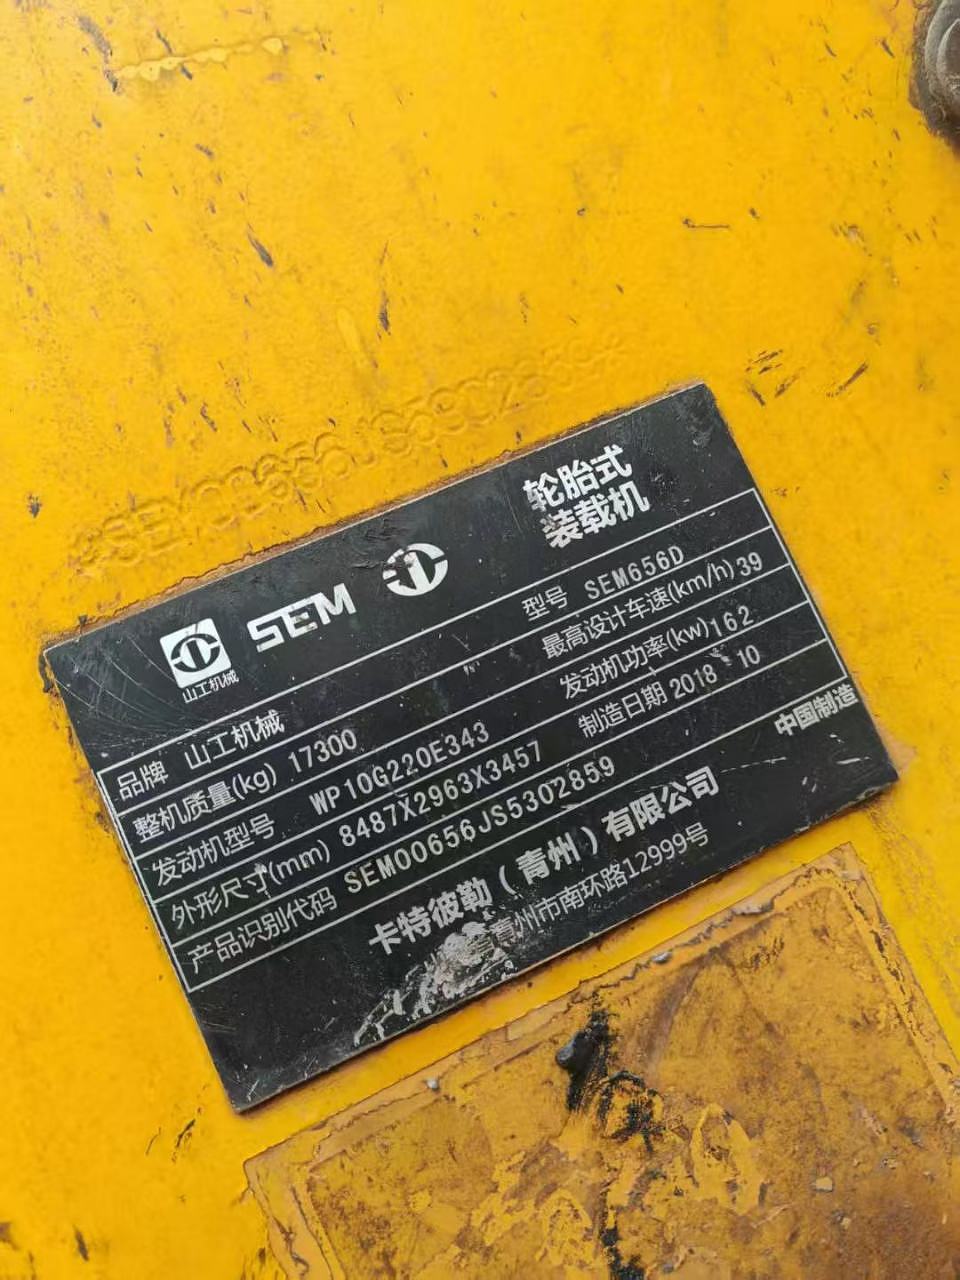 山工机械
SEM
轮胎式
装载机
品牌 山工机械 型号 SEM656D
整机质量(kg) 17300 最高设计车速(km/h) 39
发动机型号 WP10G220E343 发动机功率(kw) 162
外形尺寸(mm) 8487X2963X3457 制造日期 2018 10
产品识别代码 SEM00656JS5302859
中国制造
卡特彼勒（青州）有限公司
青州市南环路12999号